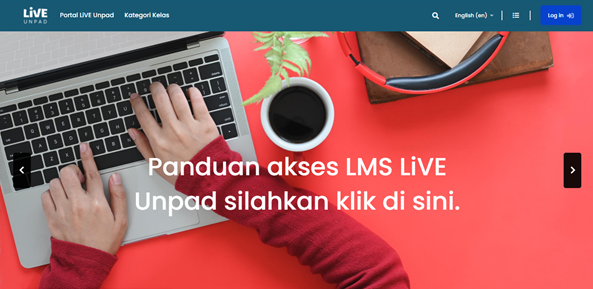 LiVE
UNPAD
Portal LiVE Unpad
Kategori Kelas
English (en)
Log in
Panduan akses LMS LiVE
Unpad silahkan klik di sini.